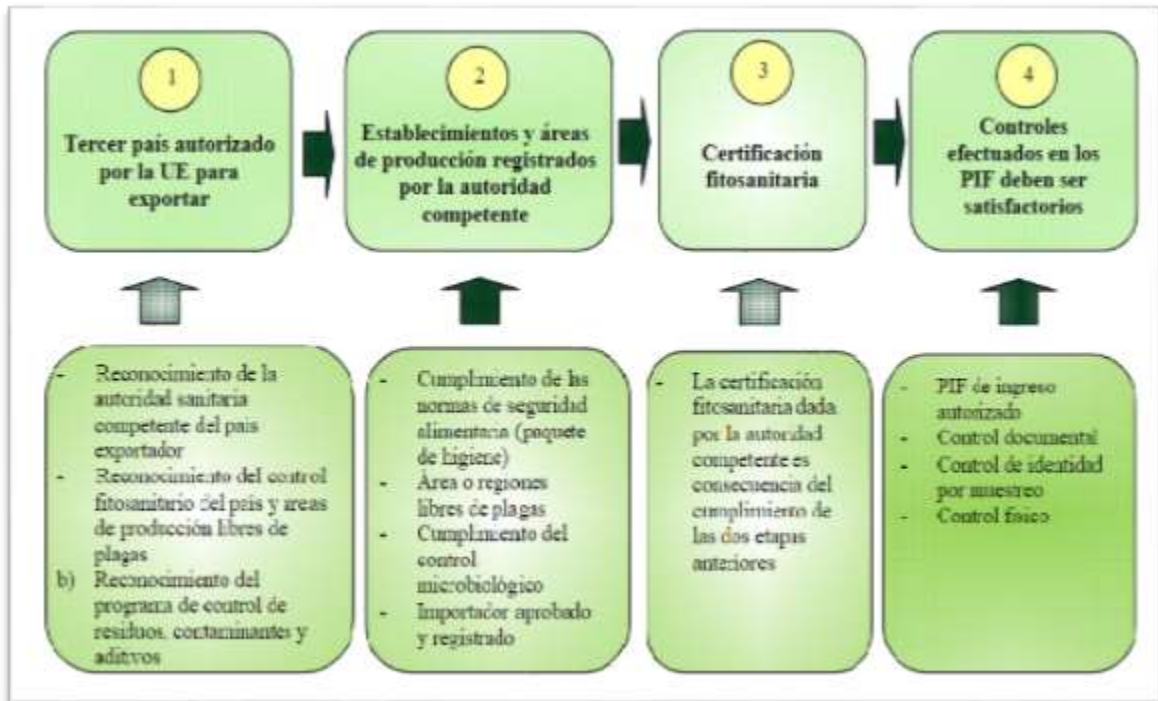 1
Tercer país autorizado
por la UE para
exportar
2
Establecimientos y áreas
de producción registrados
por la autoridad
competente
3
Certificación
fitosanitaria
4
Controles
efectuados en los
PIF deben ser
satisfactorios
- Reconocimiento de la
autoridad sanitaria
competente del país
exportador
- Reconocimiento del control
fitosanitario del país y areas
de producción libres de
plagas
b) Reconocimiento del
programa de control de
residuos, contaminantes y
aditivos
- Cumplimiento de las
normas de seguridad
alimentaria (paquete
de higiene)
- Área o regiones
libres de plagas
- Cumplimiento del
control
microbiológico
- Importador aprobado
y registrado
- La certificación
fitosanitaria dada
por la autoridad
competente es
consecuencia del
cumplimiento de
las dos etapas
anteriores
- PIF de ingreso
autorizado
- Control documental
- Control de identidad
por muestreo
- Control físico